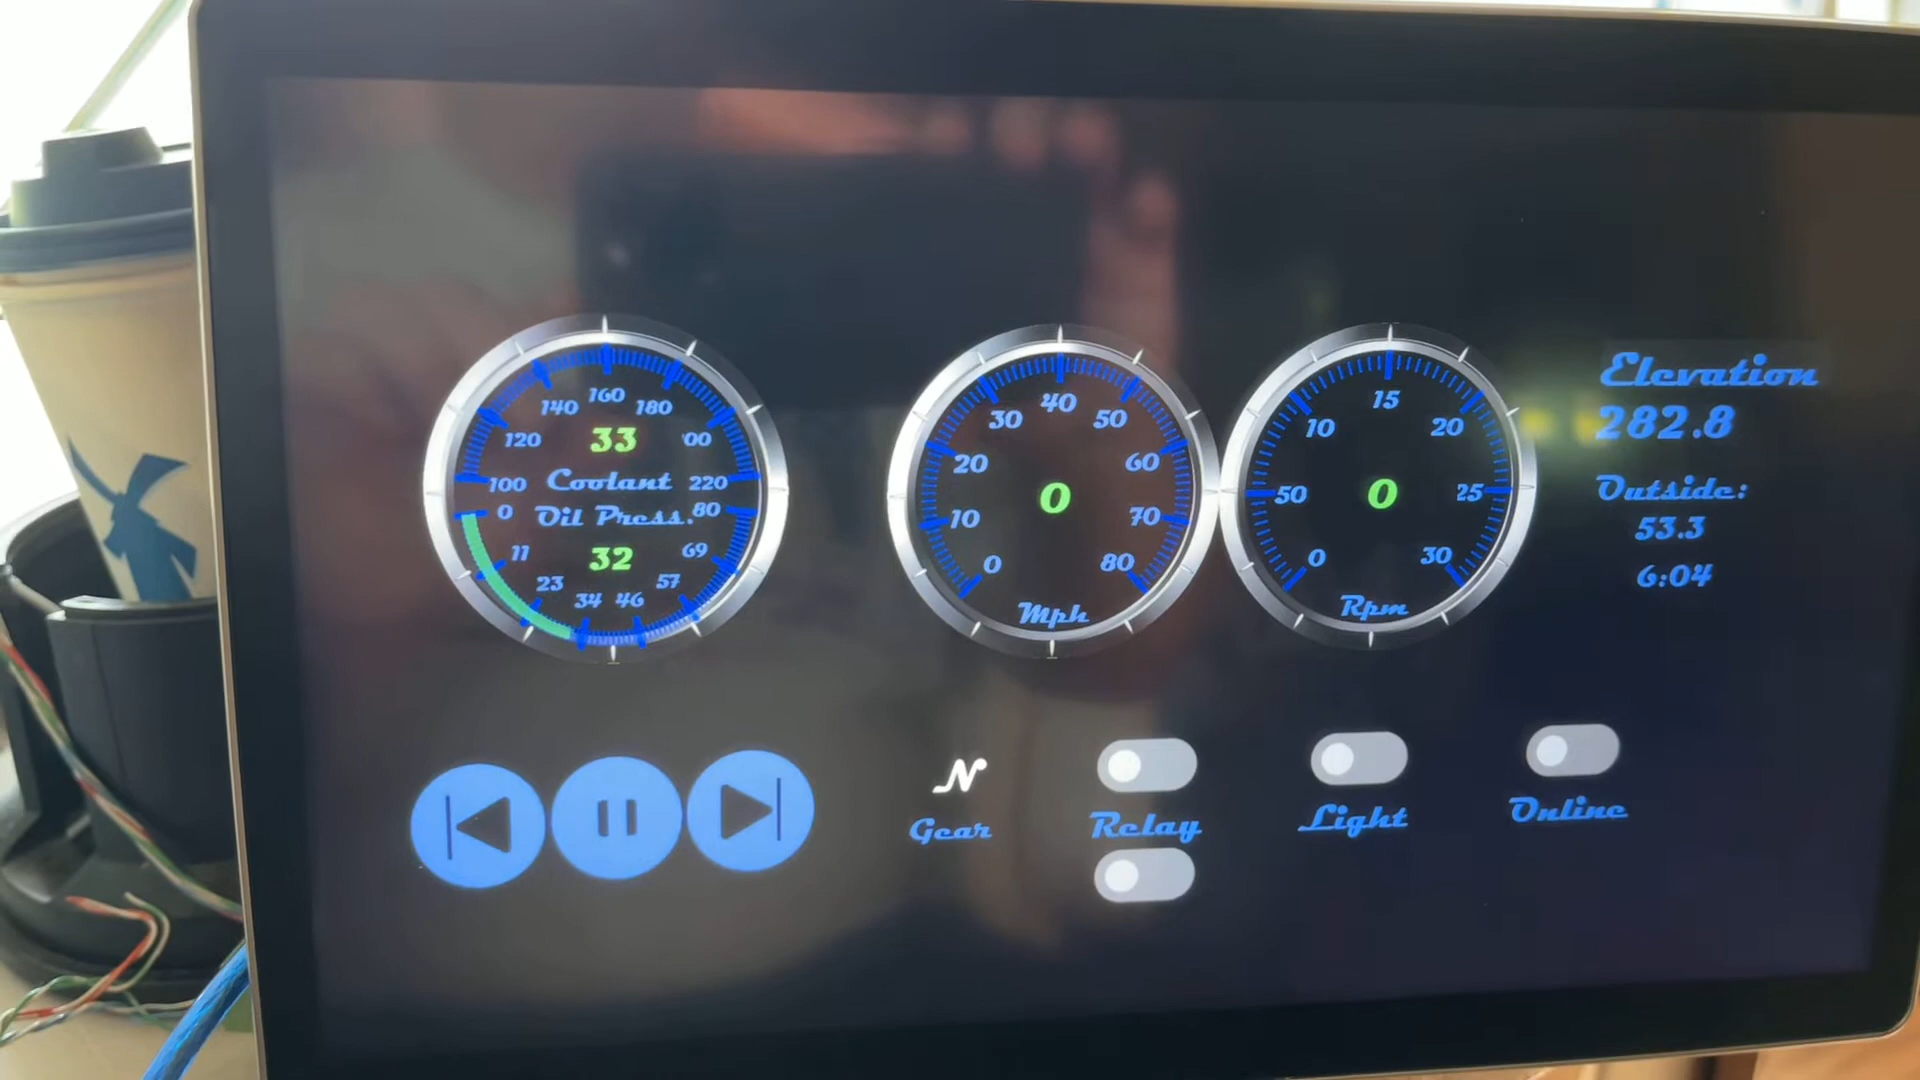 160
140 180
33
120 00
Coolant
100 220
0 Oil Press. 80
11 32 69
23 57
34 46
40
30 50
20 60
0
10 70
0 80
Mph
15
10 20
0
50 25
0 30
Rpm
Elevation
282.8
Outside:
53.3
6:04
N
Gear
Relay
Light
Online